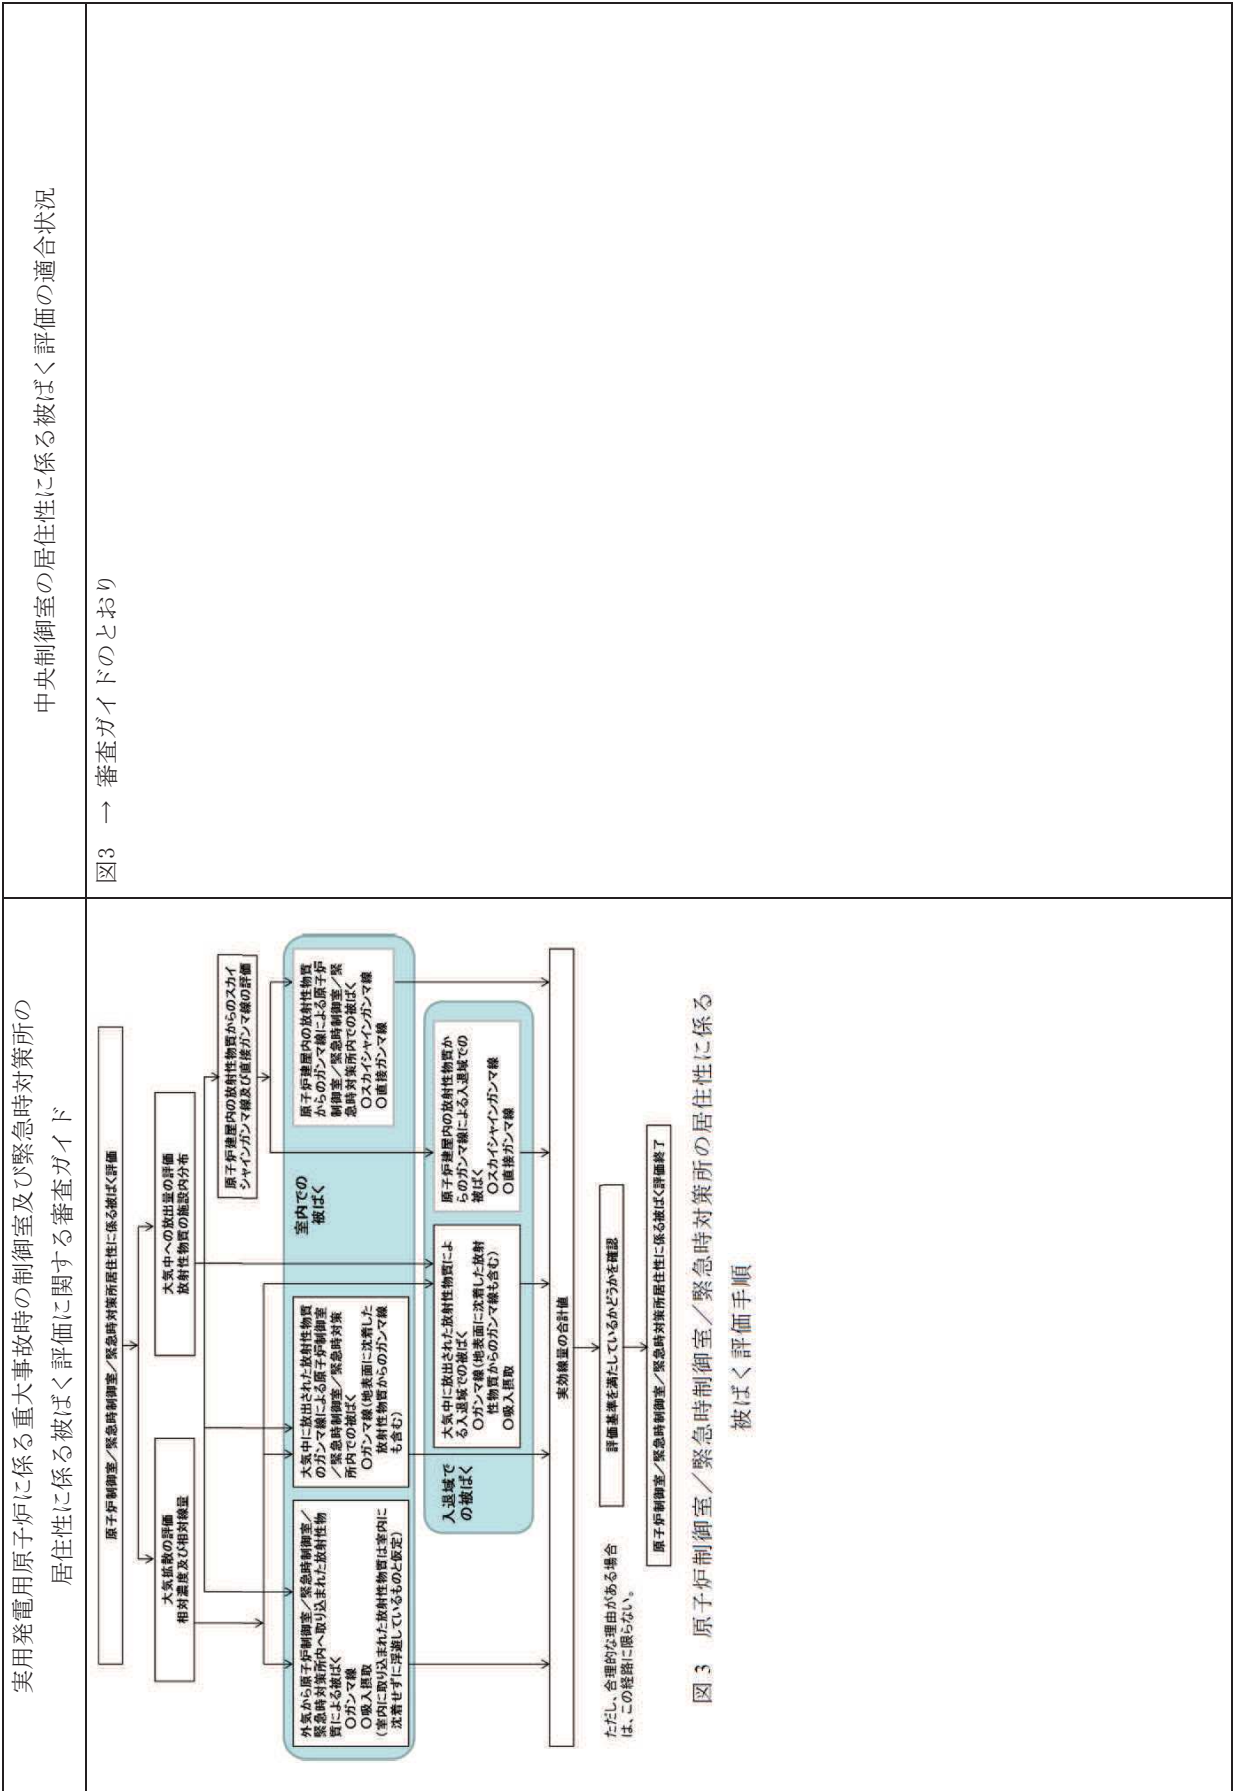 実用発電用原子炉に係る重大事故時の制御室及び緊急時対策所の
居住性に係る被ばく評価に関する審査ガイド
中央制御室の居住性に係る被ばく評価の適合状況
原子炉制御室／緊急時制御室／緊急時対策所居住性に係る被ばく評価
大気拡散の評価
相対濃度及び相対線量
大気中への放出量の評価
放射性物質の施設内分布
原子炉建屋内の放射性物質からのスカイ
シャインガンマ線及び直接ガンマ線の評価
室内での
被ばく
外気から原子炉制御室／緊急時制御室／
緊急時対策所内へ取り込まれた放射性物
質による被ばく
○ガンマ線
○吸入摂取
（室内に取り込まれた放射性物質は室内に
沈着せずに浮遊しているものと仮定）
大気中に放出された放射性物質
のガンマ線による原子炉制御室
／緊急時制御室／緊急時対策
所内での被ばく
○ガンマ線（地表面に沈着した
放射性物質からのガンマ線
も含む）
原子炉建屋内の放射性物質
からのガンマ線による原子炉
制御室／緊急時制御室／緊
急時対策所内での被ばく
○スカイシャインガンマ線
○直接ガンマ線
入退域で
の被ばく
大気中に放出された放射性物質によ
る入退域での被ばく
○ガンマ線（地表面に沈着した放射
性物質からのガンマ線も含む）
○吸入摂取
原子炉建屋内の放射性物質か
らのガンマ線による入退域での
被ばく
○スカイシャインガンマ線
○直接ガンマ線
実効線量の合計値
ただし、合理的な理由がある場合
は、この経路に限らない。
評価基準を満たしているかどうかを確認
原子炉制御室／緊急時制御室／緊急時対策所居住性に係る被ばく評価終了
図 3　原子炉制御室／緊急時制御室／緊急時対策所の居住性に係る
被ばく評価手順
図3　→ 審査ガイドのとおり